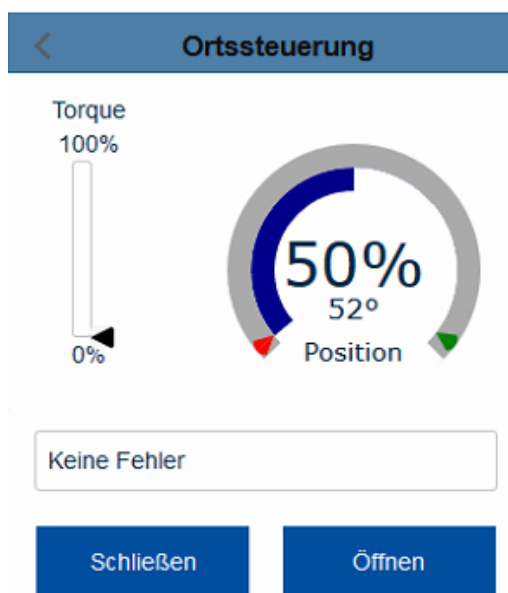 Ortssteuerung
Torque
100%
0%
50%
52°
Position
Keine Fehler
Schließen
Öffnen